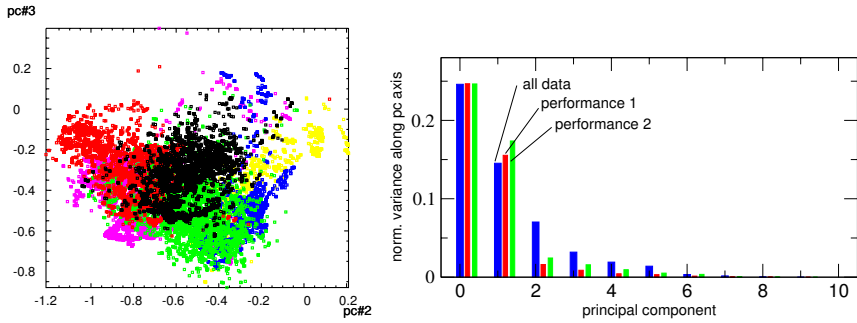 pc#3
0.2
0
-0.2
-0.4
-0.6
-0.8
-1.2 -1 -0.8 -0.6 -0.4 -0.2 0 0.2
pc#2
norm. variance along pc axis
0.2
0.1
0
all data
performance 1
performance 2
0 2 4 6 8 10
principal component